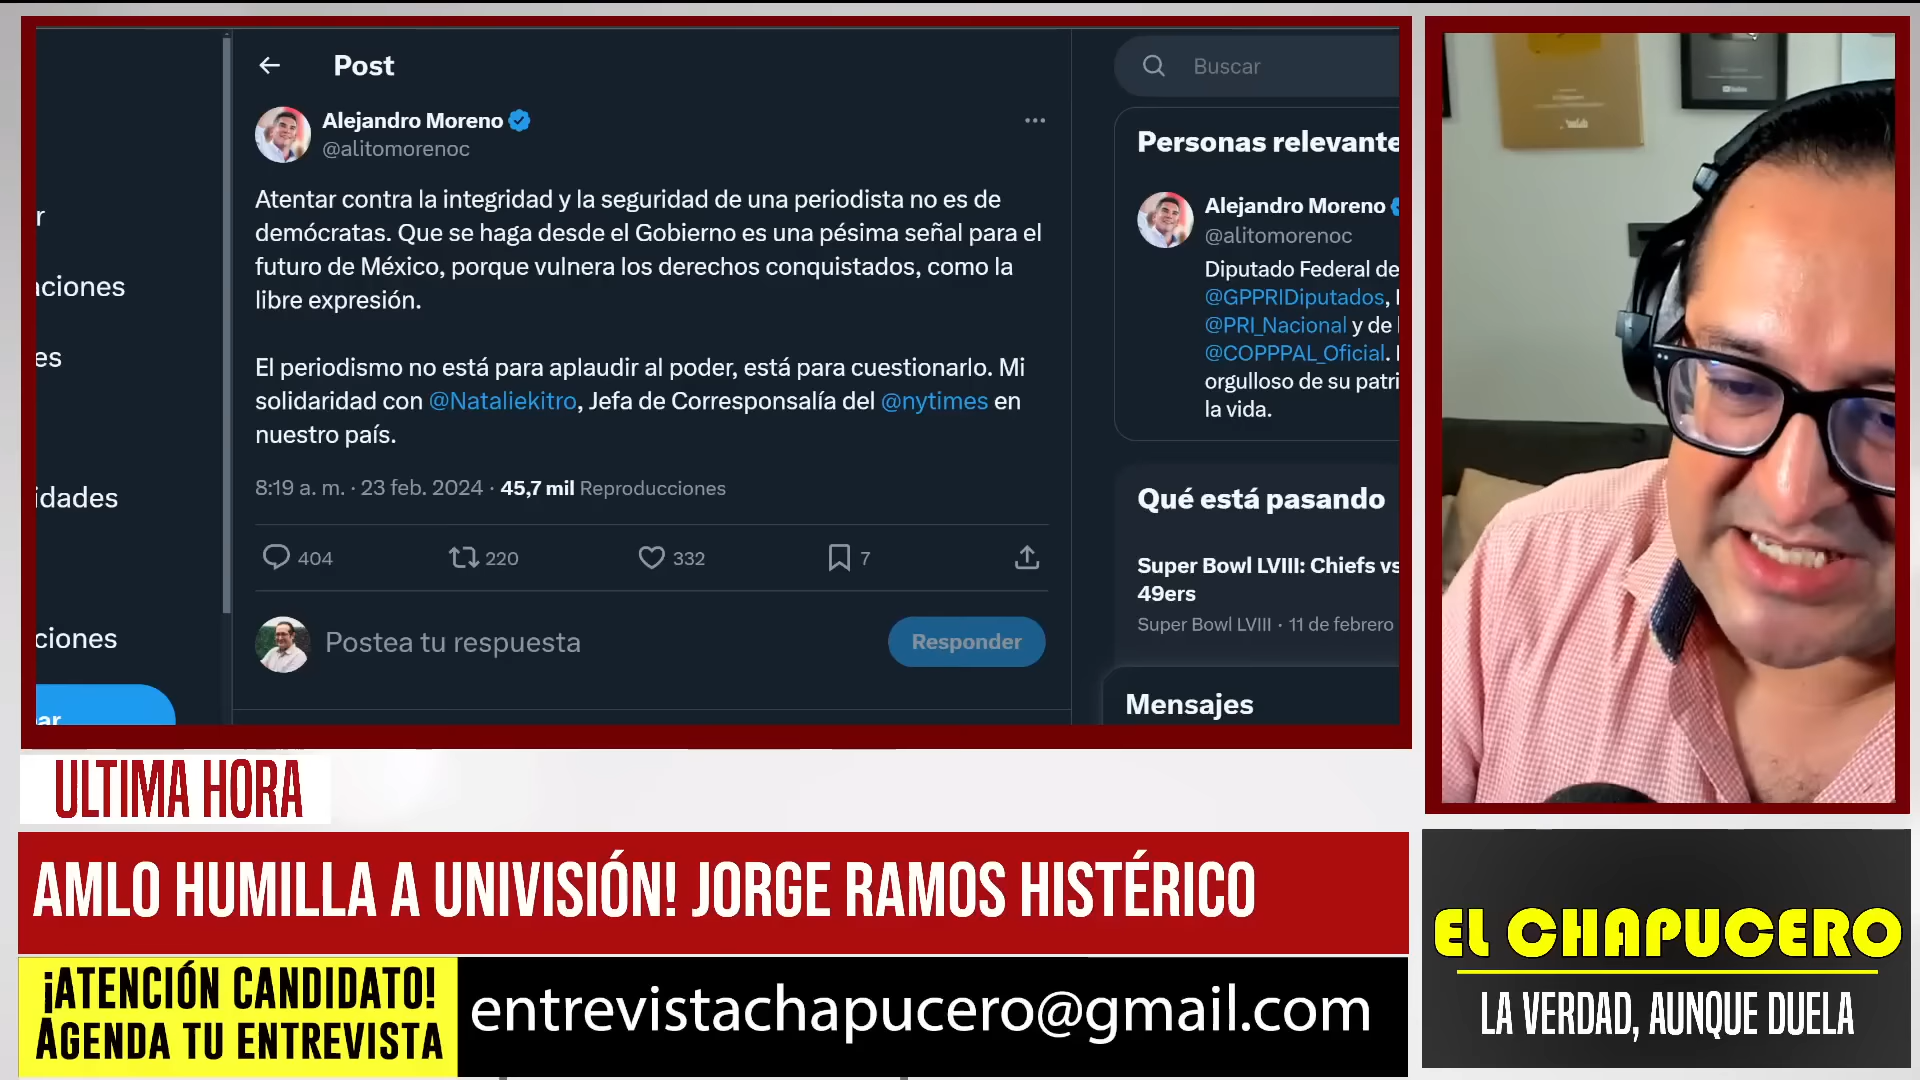 Post
Alejandro Moreno
@alitomorenoc
Atentar contra la integridad y la seguridad de una periodista no es de
demócratas. Que se haga desde el Gobierno es una pésima señal para el
futuro de México, porque vulnera los derechos conquistados, como la
libre expresión.
El periodismo no está para aplaudir al poder, está para cuestionarlo. Mi
solidaridad con @Nataliekitro, Jefa de Corresponsalía del @nytimes en
nuestro país.
8:19 a. m. · 23 feb. 2024 · 45,7 mil Reproducciones
404 220 332 7
Postea tu respuesta
Responder
r
aciones
es
idades
ciones
ar
Buscar
Personas relevante
Alejandro Moreno
@alitomorenoc
Diputado Federal de
@GPPRIDiputados,
@PRI_Nacional y de
@COPPPAL_Oficial.
orgulloso de su patri
la vida.
Qué está pasando
Super Bowl LVIII: Chiefs vs
49ers
Super Bowl LVIII · 11 de febrero
Mensajes
ULTIMA HORA
AMLO HUMILLA A UNIVISIÓN! JORGE RAMOS HISTÉRICO
¡ATENCIÓN CANDIDATO!
AGENDA TU ENTREVISTA
entrevistachapucero@gmail.com
EL CHAPUCERO
LA VERDAD, AUNQUE DUELA